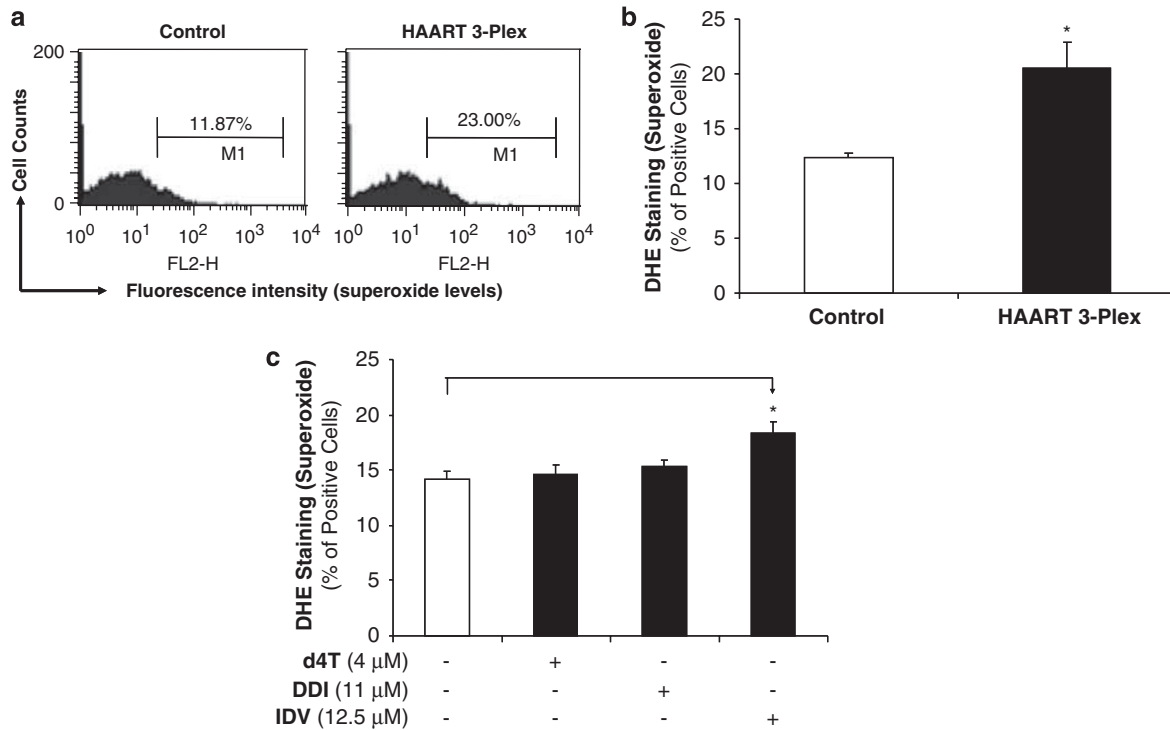 a
Control
HAART 3-Plex
200
100
0
Cell Counts
11.87%
M1
23.00%
M1
10⁰ 10¹ 10² 10³ 10⁴
10⁰ 10¹ 10² 10³ 10⁴
FL2-H
FL2-H
Fluorescence intensity (superoxide levels)
b
DHE Staining (Superoxide)
(% of Positive Cells)
25
20
15
10
5
0
*
Control
HAART 3-Plex
c
DHE Staining (Superoxide)
(% of Positive Cells)
25
20
15
10
5
0
*
d4T (4 μM) - + - -
DDI (11 μM) - - + -
IDV (12.5 μM) - - - +